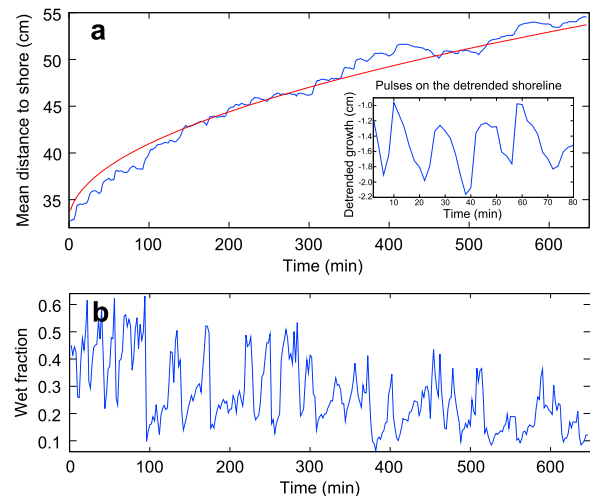 a
Mean distance to shore (cm)
55
50
45
40
35
0 100 200 300 400 500 600
Time (min)
Pulses on the detrended shoreline
Detrended growth (cm)
-1.0
-1.2
-1.4
-1.6
-1.8
-2.0
-2.2
10 20 30 40 50 60 70 80
Time (min)
b
Wet fraction
0.6
0.5
0.4
0.3
0.2
0.1
0 100 200 300 400 500 600
Time (min)